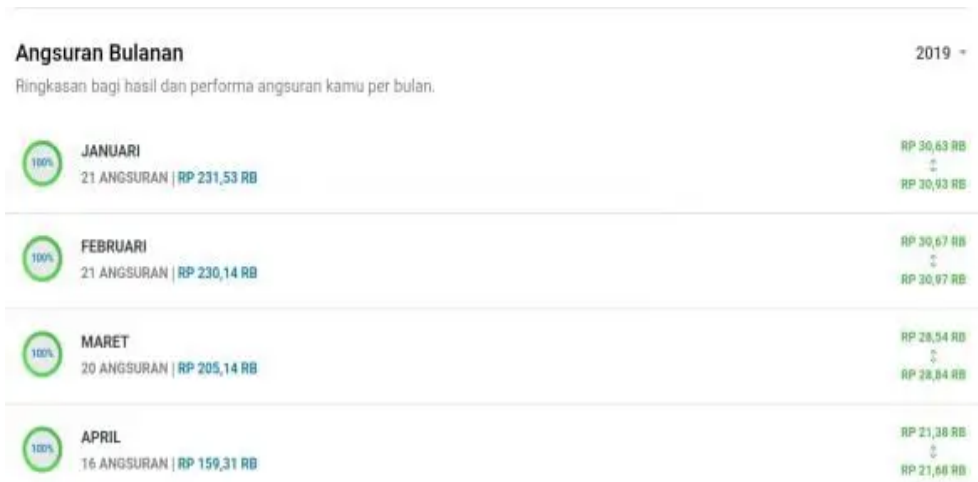 Angsuran Bulanan
2019
Ringkasan bagi hasil dan performa angsuran kamu per bulan.
100%
JANUARI
21 ANGSURAN | RP 231,53 RB
RP 30,63 RB
RP 30,93 RB
100%
FEBRUARI
21 ANGSURAN | RP 230,14 RB
RP 30,67 RB
RP 30,97 RB
100%
MARET
20 ANGSURAN | RP 205,14 RB
RP 28,54 RB
RP 28,84 RB
100%
APRIL
16 ANGSURAN | RP 159,31 RB
RP 21,38 RB
RP 21,68 RB